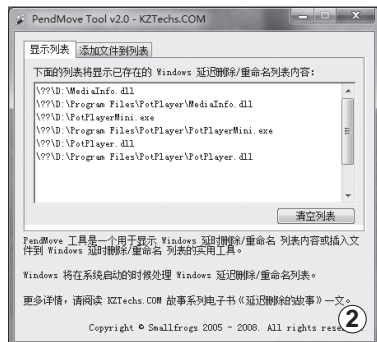 PendMove Tool v2.0 - KZTechs.COM
显示列表 添加文件到列表
下面的列表将显示已存在的 Windows 延迟删除/重命名列表内容:
\??\D:\MediaInfo.dll
\??\D:\Program Files\PotPlayer\MediaInfo.dll
\??\D:\PotPlayerMini.exe
\??\D:\Program Files\PotPlayer\PotPlayerMini.exe
\??\D:\PotPlayer.dll
\??\D:\Program Files\PotPlayer\PotPlayer.dll
清空列表
PendMove 工具是一个用于显示 Windows 延时删除/重命名 列表内容或插入文
件到 Windows 延时删除/重命名 列表的实用工具。
Windows 将在系统启动的时候处理 Windows 延迟删除/重命名列表。
更多详情,请阅读 KZTechs.COM 故事系列电子书《延迟删除的故事》一文。
Copyright © Smallfrogs 2005 - 2008. All rights rese
②